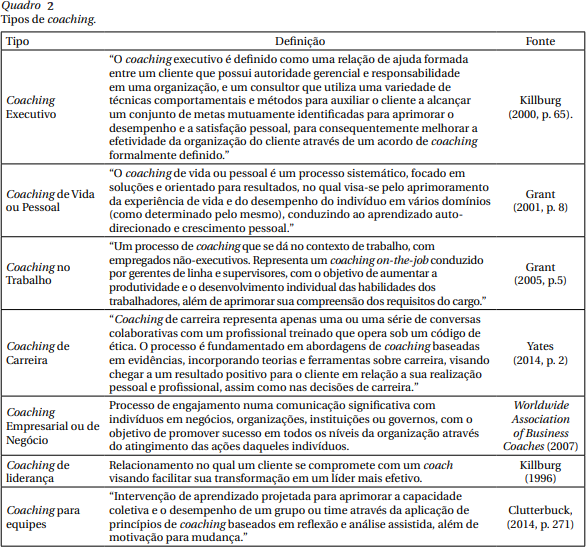 Quadro 2
Tipos de coaching.
Tipo Definição Fonte
Coaching
Executivo
“O coaching executivo é definido como uma relação de ajuda formada
entre um cliente que possui autoridade gerencial e responsabilidade
em uma organização, e um consultor que utiliza uma variedade de
técnicas comportamentais e métodos para auxiliar o cliente a alcançar
um conjunto de metas mutuamente identificadas para aprimorar o
desempenho e a satisfação pessoal, para consequentemente melhorar a
efetividade da organização do cliente através de um acordo de coaching
formalmente definido.”
Killburg
(2000, p. 65).
Coaching de Vida
ou Pessoal
“O coaching de vida ou pessoal é um processo sistemático, focado em
soluções e orientado para resultados, no qual visa-se pelo aprimoramento
da experiência de vida e do desempenho do indivíduo em vários domínios
(como determinado pelo mesmo), conduzindo ao aprendizado auto-
direcionado e crescimento pessoal.”
Grant
(2001, p. 8)
Coaching no
Trabalho
“Um processo de coaching que se dá no contexto de trabalho, com
empregados não-executivos. Representa um coaching on-the-job conduzido
por gerentes de linha e supervisores, com o objetivo de aumentar a
produtividade e o desenvolvimento individual das habilidades dos
trabalhadores, além de aprimorar sua compreensão dos requisitos do cargo.”
Grant
(2005, p.5)
Coaching de
Carreira
“Coaching de carreira representa apenas uma ou uma série de conversas
colaborativas com um profissional treinado que opera sob um código de
ética. O processo é fundamentado em abordagens de coaching baseadas
em evidências, incorporando teorias e ferramentas sobre carreira, visando
chegar a um resultado positivo para o cliente em relação a sua realização
pessoal e profissional, assim como nas decisões de carreira.”
Yates
(2014, p. 2)
Coaching
Empresarial ou de
Negócio
Processo de engajamento numa comunicação significativa com
indivíduos em negócios, organizações, instituições ou governos, com o
objetivo de promover sucesso em todos os níveis da organização através
do atingimento das ações daqueles indivíduos.
Worldwide
Association
of Business
Coaches (2007)
Coaching de
liderança
Relacionamento no qual um cliente se compromete com um coach
visando facilitar sua transformação em um líder mais efetivo.
Killburg
(1996)
Coaching para
equipes
“Intervenção de aprendizado projetada para aprimorar a capacidade
coletiva e o desempenho de um grupo ou time através da aplicação de
princípios de coaching baseados em reflexão e análise assistida, além de
motivação para mudança.”
Clutterbuck,
(2014, p. 271)